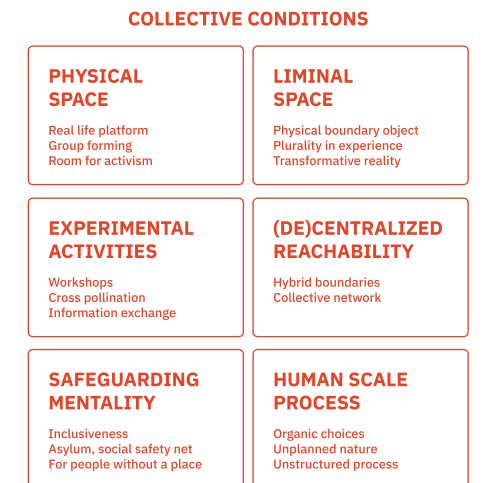 COLLECTIVE CONDITIONS
PHYSICAL
SPACE
Real life platform
Group forming
Room for activism
LIMINAL
SPACE
Physical boundary object
Plurality in experience
Transformative reality
EXPERIMENTAL
ACTIVITIES
Workshops
Cross pollination
Information exchange
(DE)CENTRALIZED
REACHABILITY
Hybrid boundaries
Collective network
SAFEGUARDING
MENTALITY
Inclusiveness
Asylum, social safety net
For people without a place
HUMAN SCALE
PROCESS
Organic choices
Unplanned nature
Unstructured process